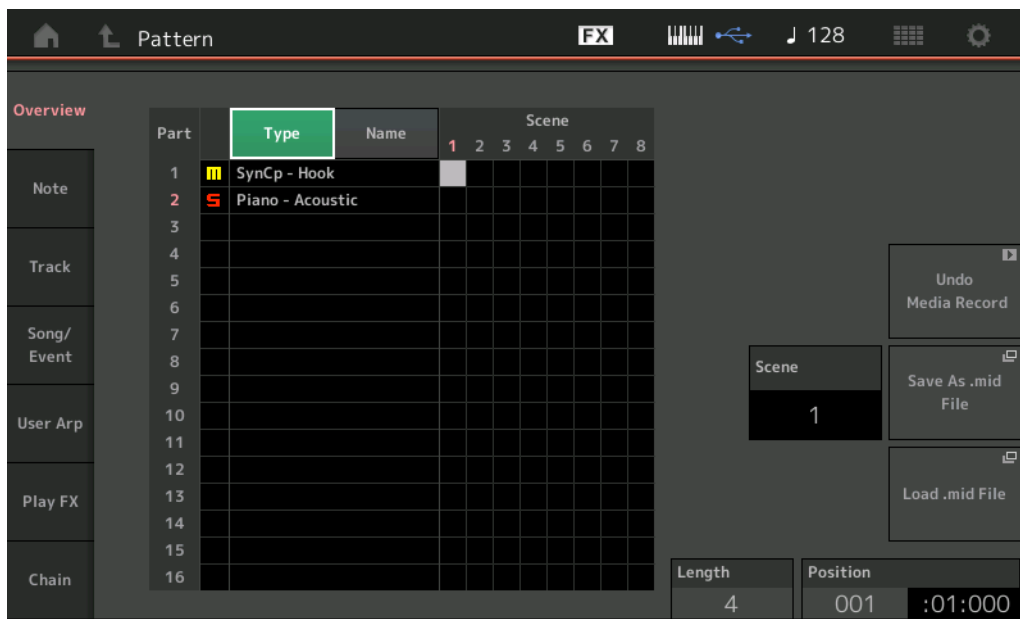 Pattern FX ♩ 128
Overview
Note
Track
Song/
Event
User Arp
Play FX
Chain
Part Type Name Scene
1 2 3 4 5 6 7 8
1 M SynCp - Hook
2 S Piano - Acoustic
3
4
5
6
7
8
9
10
11
12
13
14
15
16
Undo
Media Record
Scene
1
Save As .mid
File
Load .mid File
Length
4
Position
001 :01:000